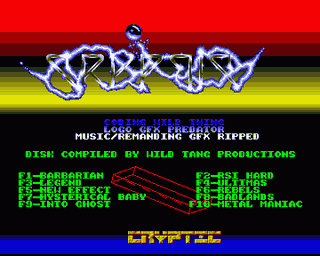 CODING WILD THING
LOGO GFX PREDATOR
MUSIC/REMANDING GFX RIPPED
DISK COMPILED BY WILD TANG PRODUCTIONS
F1-BARBARIAN F2-RSI HARD
F3-LEGEND F4-ULTIMAS
F5-NEW EFFECT F6-REBELS
F7-HYSTERICAL BABY F8-BADLANDS
F9-INTO GHOST F10-METAL MANIAC
CRYPTEC